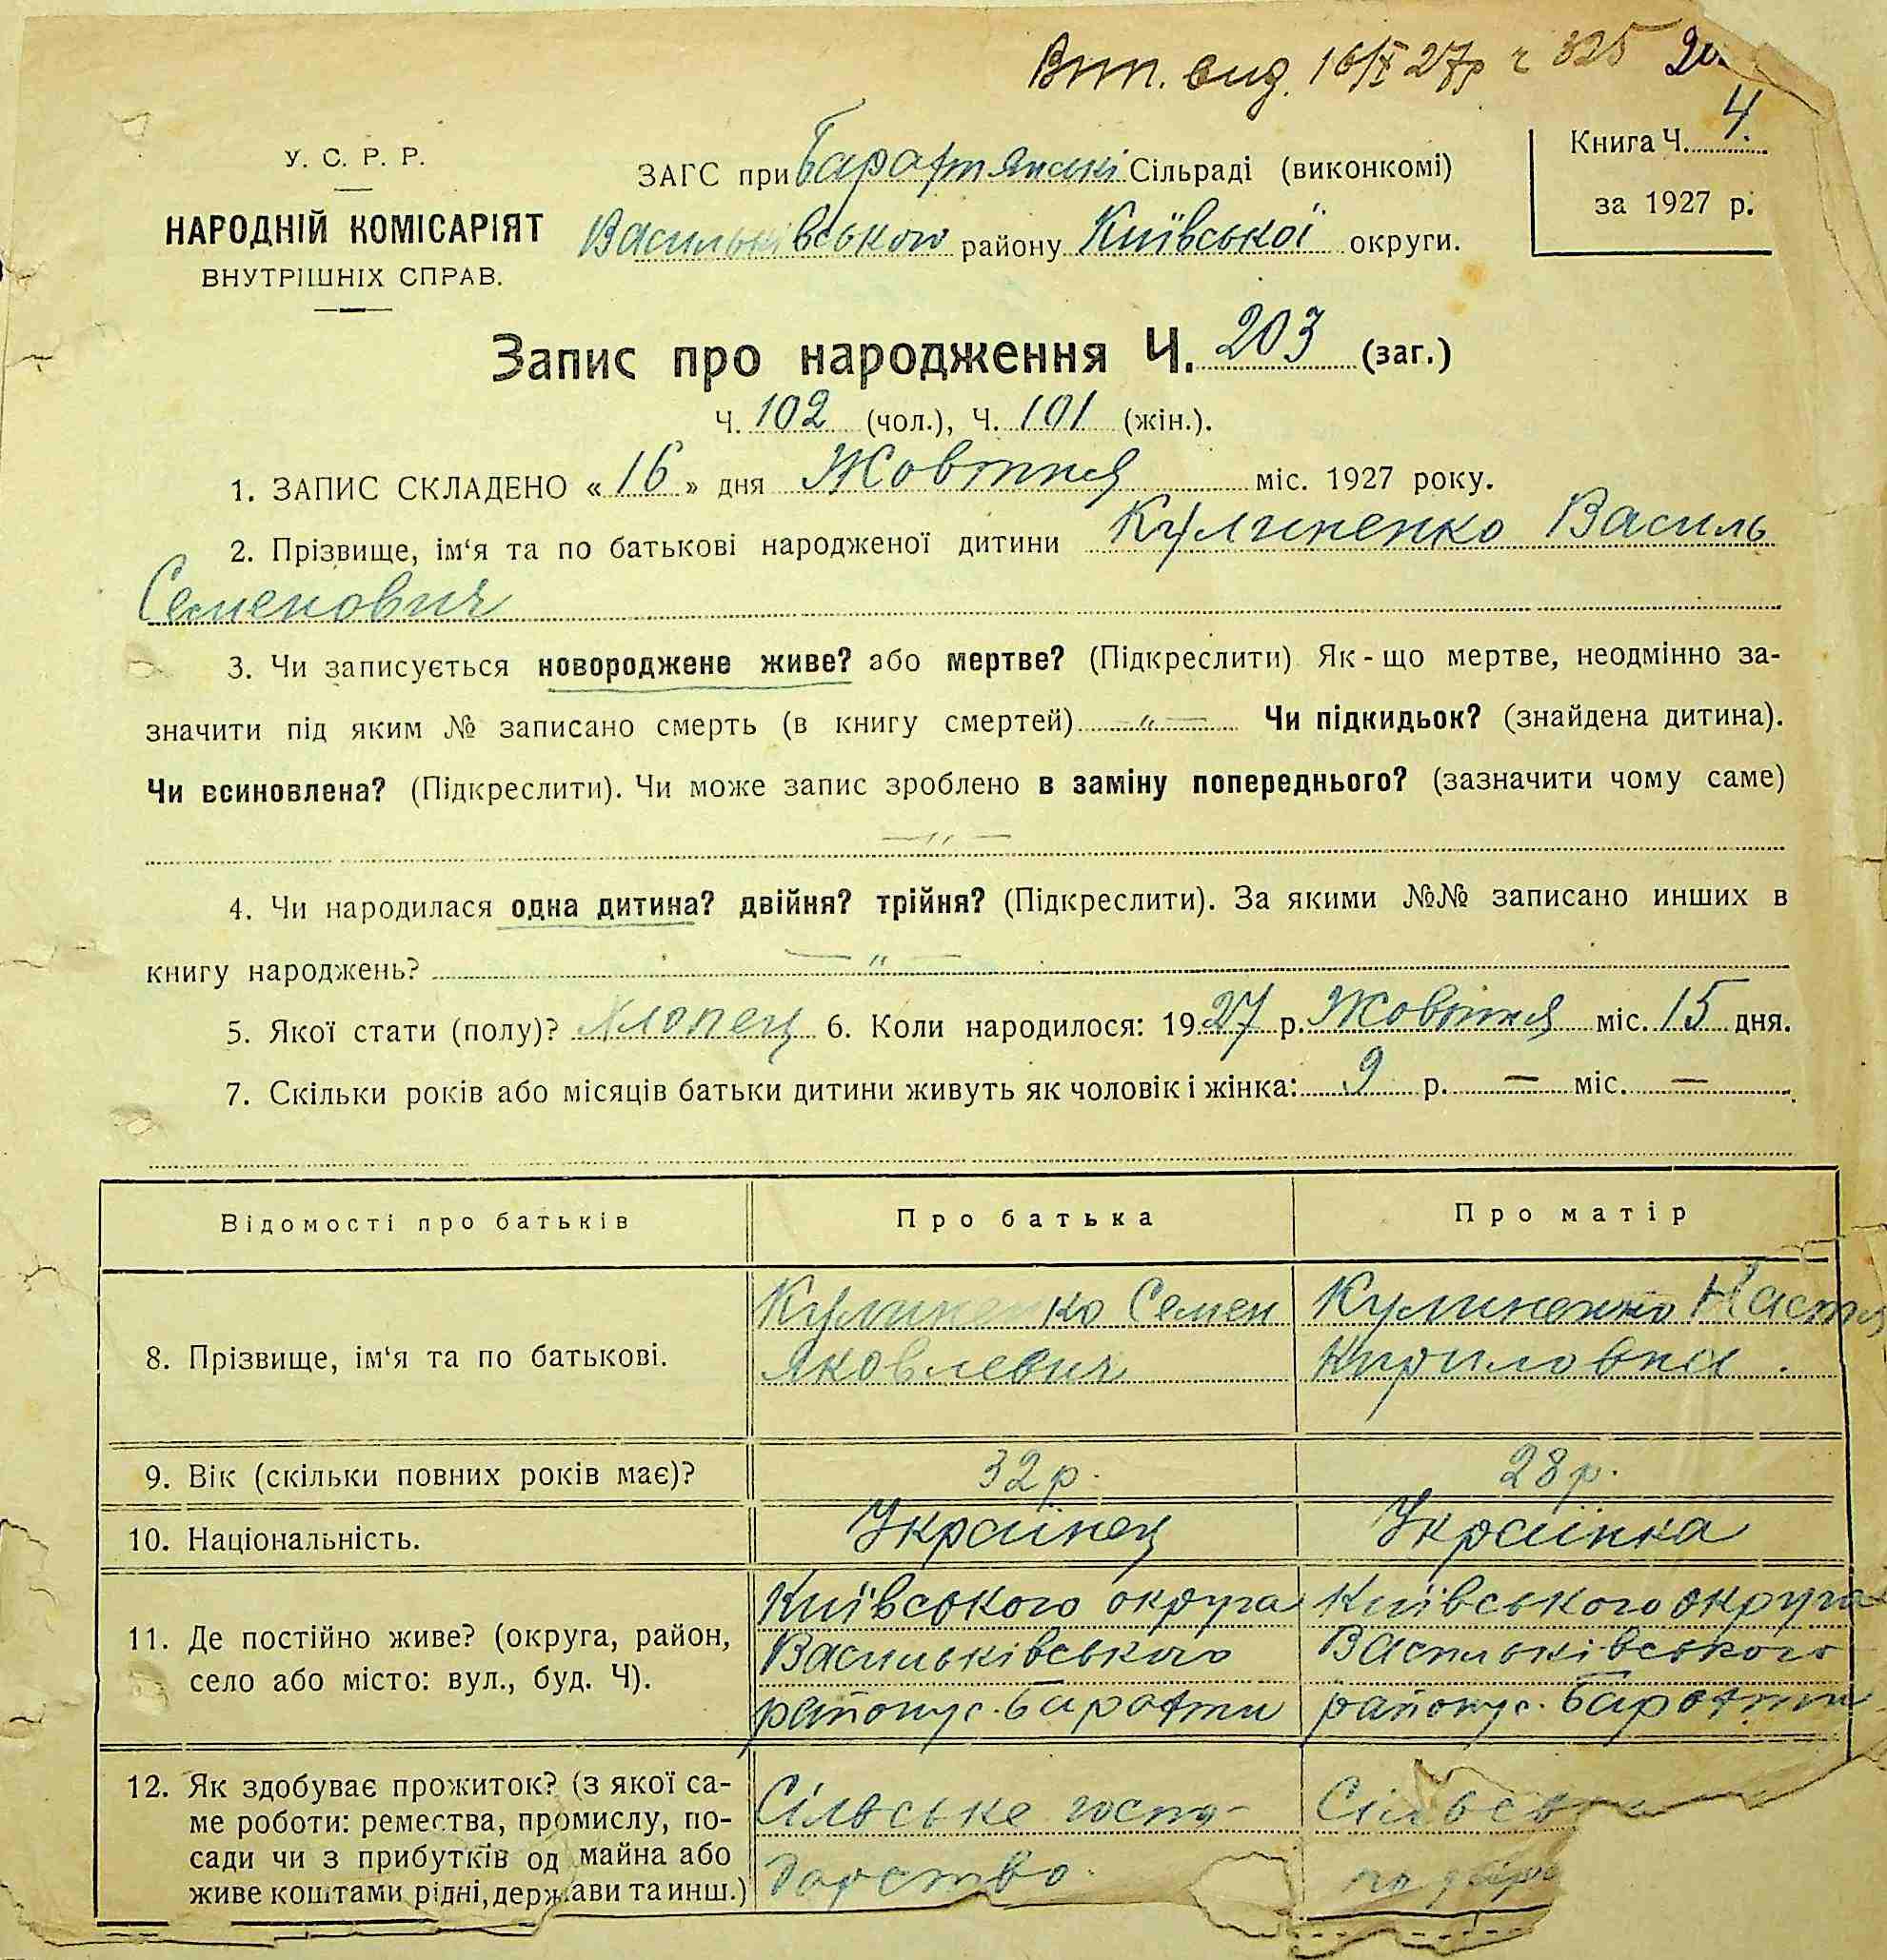 Вип. вид. 16/X 27р ч 325
У. С. Р. Р.
НАРОДНІЙ КОМІСАРІЯТ
ВНУТРІШНІХ СПРАВ.
ЗАГС при Барахтянські Сільраді (виконкомі)
Васильківського району Київської округи.
Книга Ч. 4.
за 1927 р.
Запис про народження Ч. 203 (заг.)
Ч. 102 (чол.), Ч. 101 (жін.).
1. ЗАПИС СКЛАДЕНО «16» дня Жовтня міс. 1927 року.
2. Прізвище, ім‘я та по батькові народженої дитини Кулиненко Василь
Семенович
3. Чи записується новороджене живе? або мертве? (Підкреслити) Як-що мертве, неодмінно за-
значити під яким № записано смерть (в книгу смертей) —„— Чи підкидьок? (знайдена дитина).
Чи всиновлена? (Підкреслити). Чи може запис зроблено в заміну попереднього? (зазначити чому саме)
—„—
4. Чи народилася одна дитина? двійня? трійня? (Підкреслити). За якими №№ записано инших в
книгу народжень? —„—
5. Якої стати (полу)? Хлопец 6. Коли народилося: 1927 р. Жовтня міс. 15 дня.
7. Скільки років або місяців батьки дитини живуть як чоловік і жінка: 9 р. — міс. —
Відомості про батьків
Про батька
Про матір
8. Прізвище, ім‘я та по батькові.
Кулиненко Семен
Яковлевич
Кулиненко Настя
Кириловна.
9. Вік (скільки повних років має)?
32 р.
28 р.
10. Національність.
Українец
Українка
11. Де постійно живе? (округа, район,
село або місто: вул., буд. Ч).
Київського округа
Васильківського
району с. Барахти
Київського округа
Васильківського
району с. Барахти
12. Як здобуває прожиток? (з якої са-
ме роботи: ремества, промислу, по-
сади чи з прибутків од майна або
живе коштами рідні, держави та инш.)
Сільське госпо-
дарство.
Сільсь